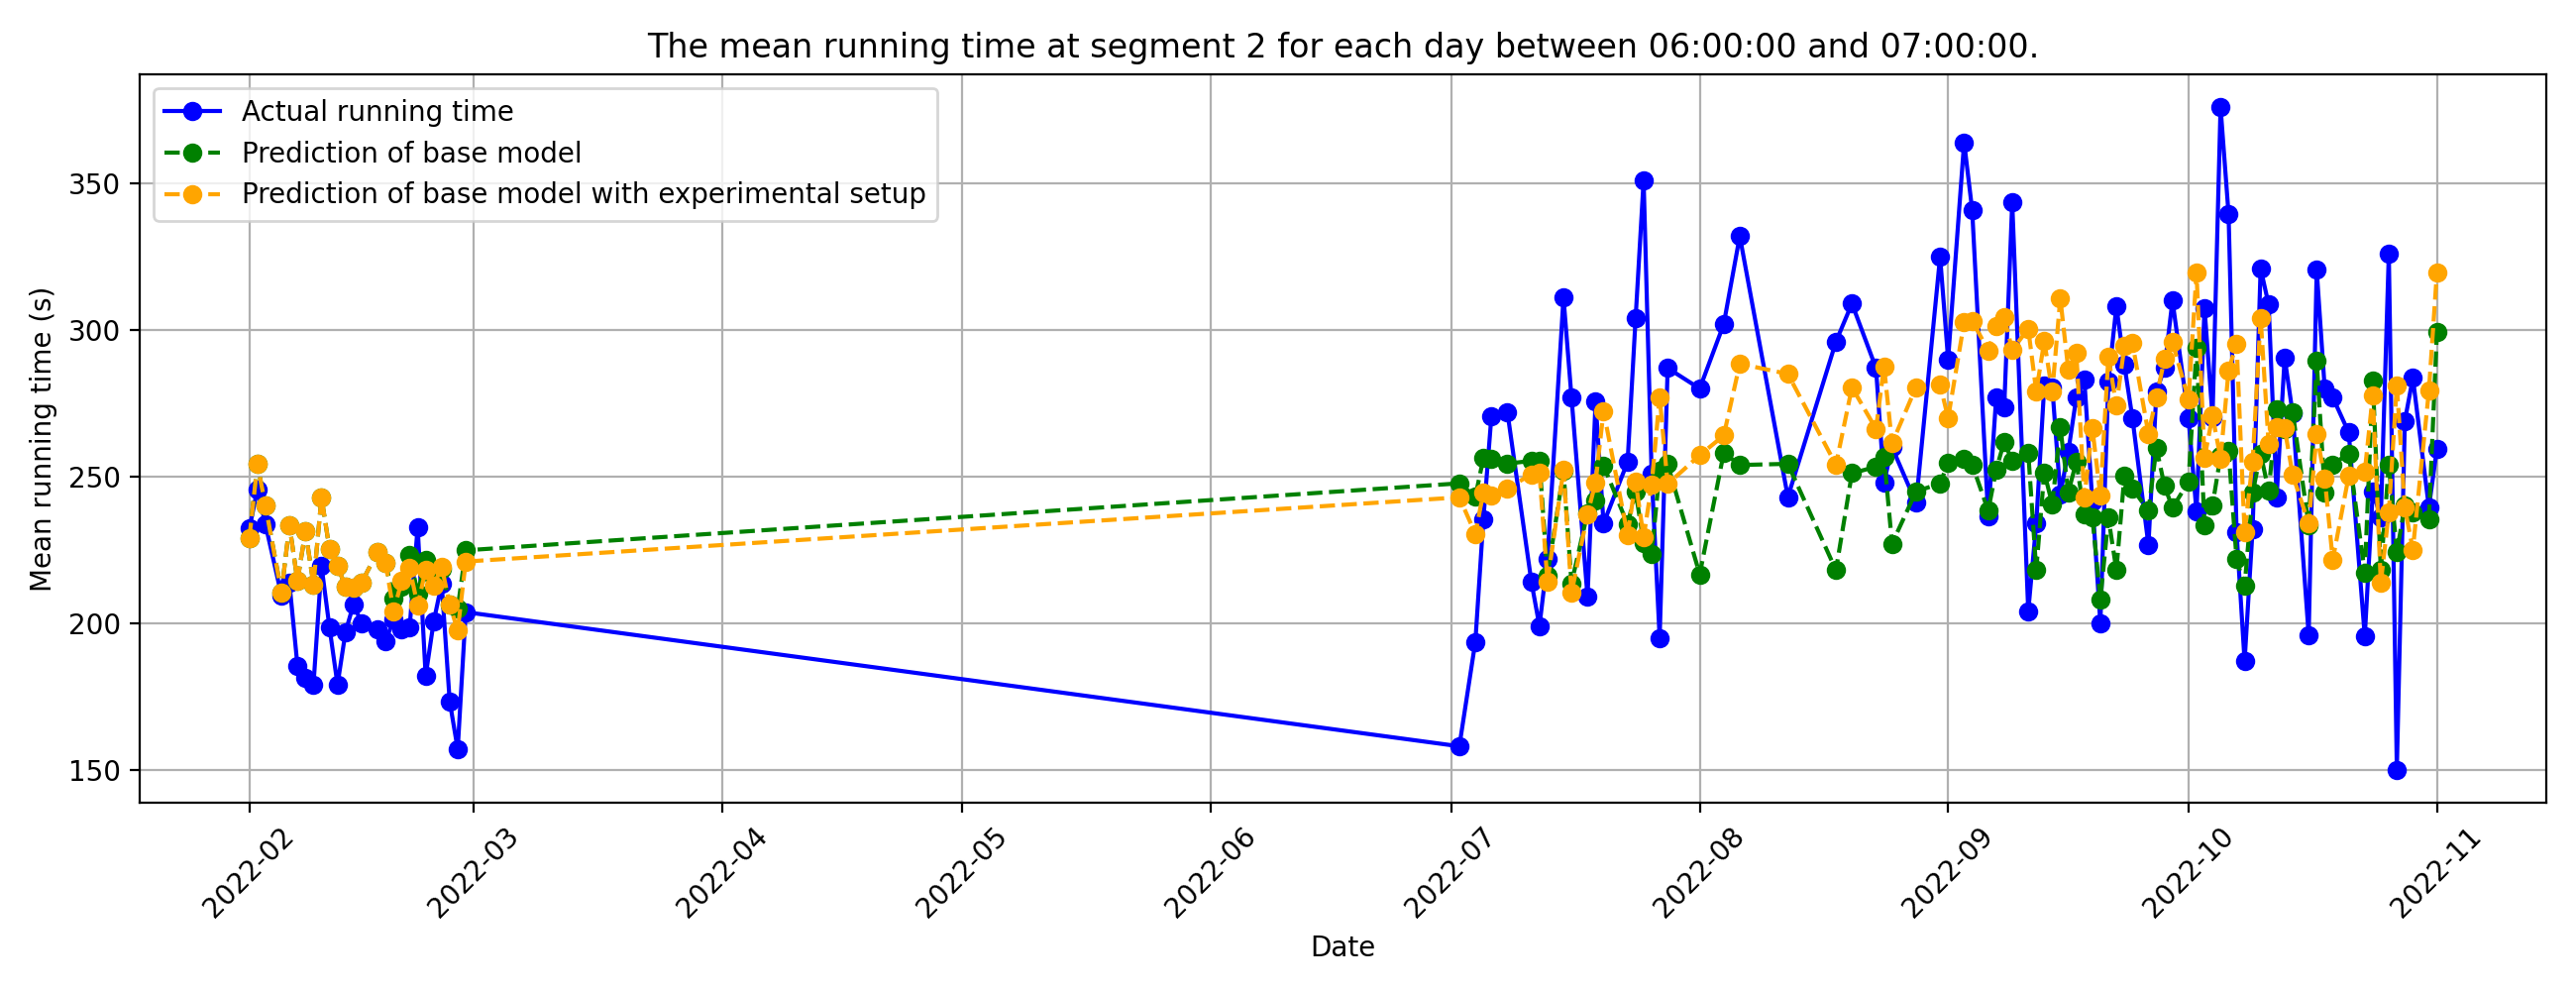 The mean running time at segment 2 for each day between 06:00:00 and 07:00:00.
Actual running time
Prediction of base model
Prediction of base model with experimental setup
Mean running time (s)
350
300
250
200
150
2022-02
2022-03
2022-04
2022-05
2022-06
2022-07
2022-08
2022-09
2022-10
2022-11
Date